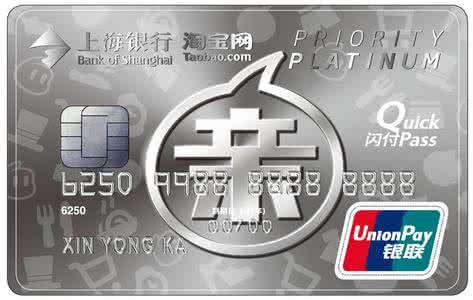 上海银行 淘宝网 PRIORITY
Bank of Shanghai Taobao.com PLATINUM
Quick
闪付Pass
亲
6250 9988 8888 8888
6250
00/00
XIN YONG KA
UnionPay
银联